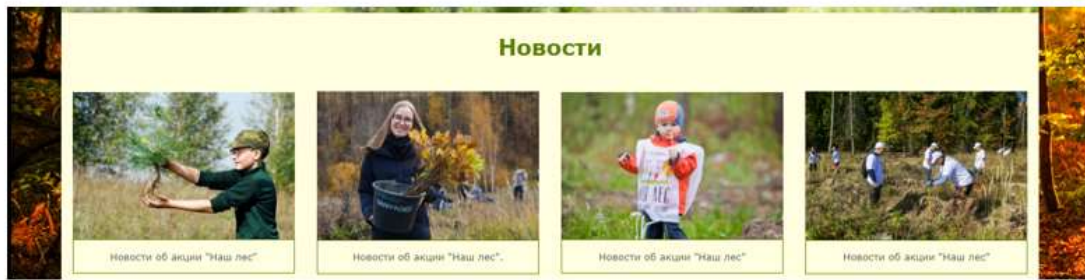 Новости
Новости об акции "Наш лес"
Новости об акции "Наш лес".
Новости об акции "Наш лес"
Новости об акции "Наш лес"